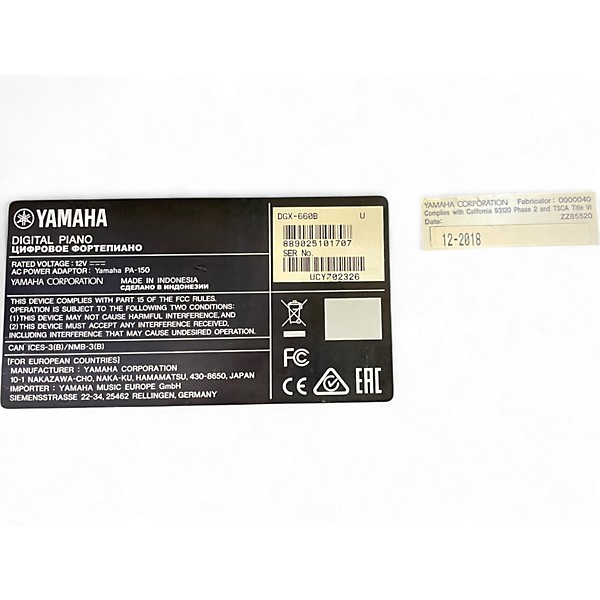 YAMAHA
DIGITAL PIANO
ЦИФРОВОЕ ФОРТЕПИАНО
RATED VOLTAGE : 12V
AC POWER ADAPTOR : Yamaha PA-150
YAMAHA CORPORATION MADE IN INDONESIA
СДЕЛАНО В ИНДОНЕЗИИ
THIS DEVICE COMPLIES WITH PART 15 OF THE FCC RULES.
OPERATION IS SUBJECT TO THE FOLLOWING TWO CONDITIONS:
(1) THIS DEVICE MAY NOT CAUSE HARMFUL INTERFERENCE, AND
(2) THIS DEVICE MUST ACCEPT ANY INTERFERENCE RECEIVED,
INCLUDING INTERFERENCE THAT MAY CAUSE UNDESIRED OPERATION.
CAN ICES-3(B)/NMB-3(B)
[FOR EUROPEAN COUNTRIES]
MANUFACTURER : YAMAHA CORPORATION
10-1 NAKAZAWA-CHO, NAKA-KU, HAMAMATSU, 430-8650, JAPAN
IMPORTER : YAMAHA MUSIC EUROPE GmbH
SIEMENSSTRASSE 22-34, 25462 RELLINGEN, GERMANY
DGX-660B U
889025101707
SER No.
UCY702326
FC
CE EAC
YAMAHA CORPORATION Fabricator : 0000040
Complies with California 93120 Phase 2 and TSCA Title VI
Date: ZZ85520
12-2018